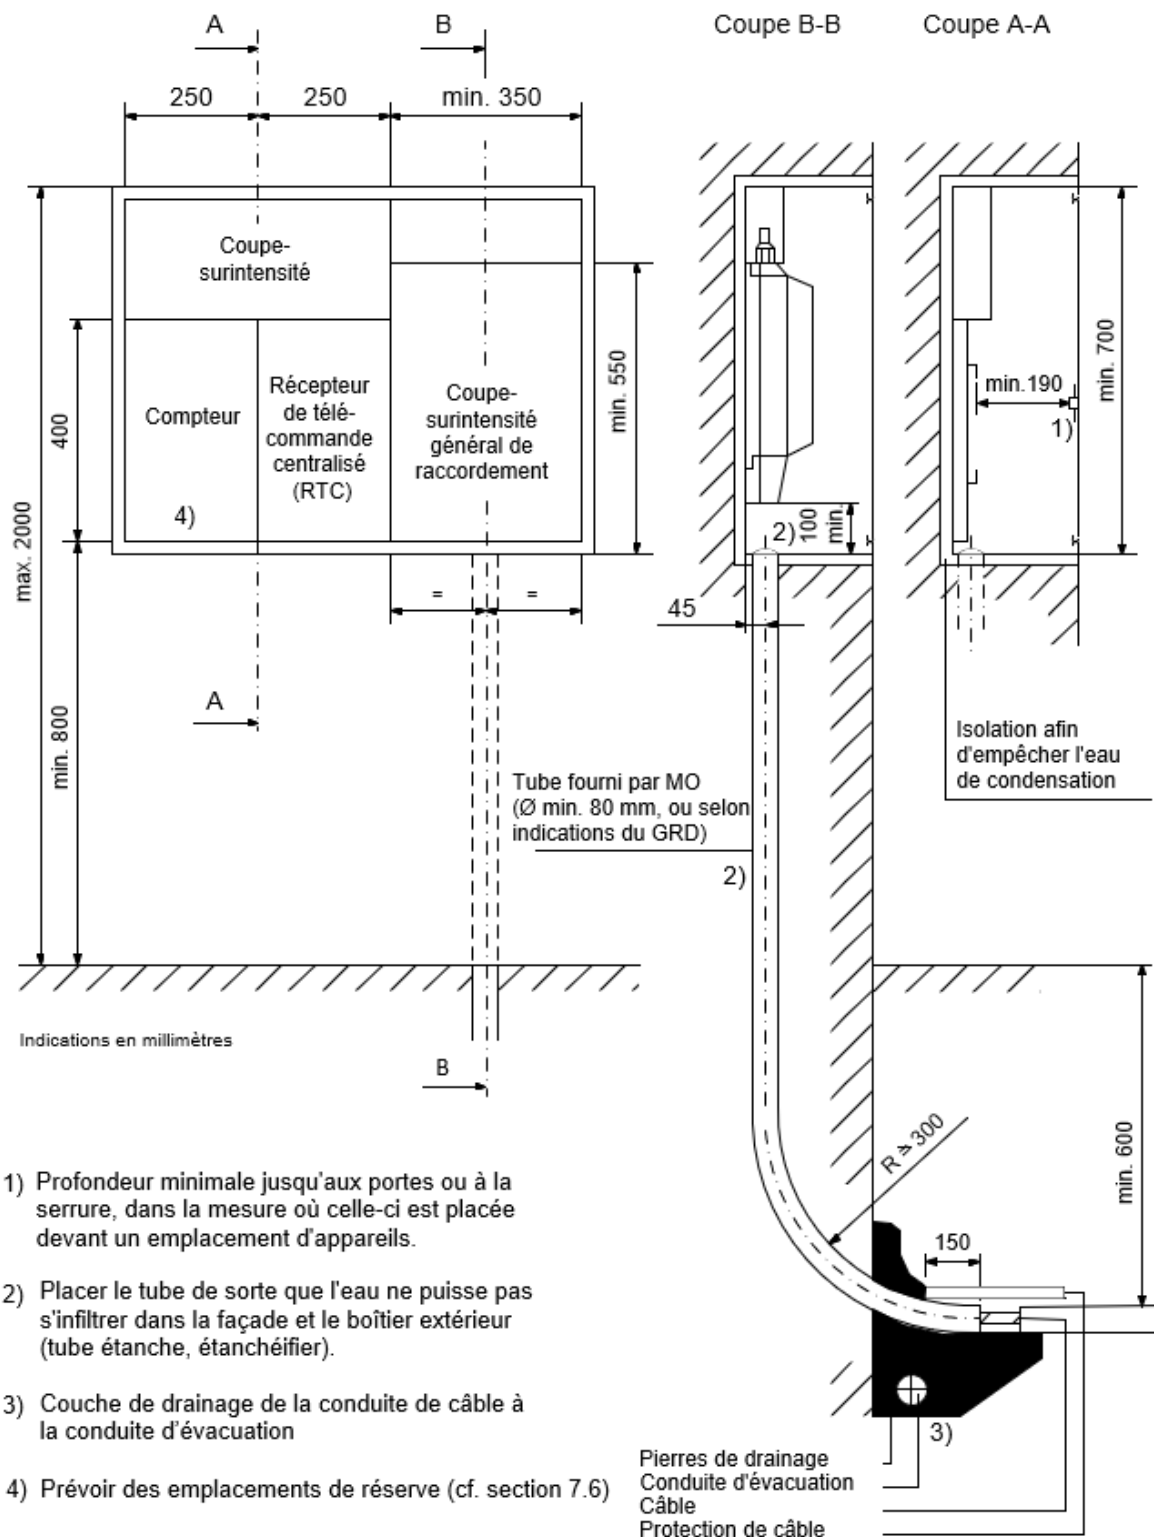 A
B
Coupe B-B
Coupe A-A
250
250
min. 350
Coupe-
surintensité
Compteur
Récepteur
de télé-
commande
centralisé
(RTC)
Coupe-
surintensité
général de
raccordement
4)
400
max. 2000
min. 800
min. 550
=
=
A
2)
100
min.
45
min. 700
min.190
1)
Isolation afin
d'empêcher l'eau
de condensation
Tube fourni par MO
(Ø min. 80 mm, ou selon
indications du GRD)
2)
Indications en millimètres
B
R ⩾ 300
150
min. 600
3)
1) Profondeur minimale jusqu'aux portes ou à la
serrure, dans la mesure où celle-ci est placée
devant un emplacement d'appareils.
2) Placer le tube de sorte que l'eau ne puisse pas
s'infiltrer dans la façade et le boîtier extérieur
(tube étanche, étanchéifier).
3) Couche de drainage de la conduite de câble à
la conduite d'évacuation
4) Prévoir des emplacements de réserve (cf. section 7.6)
Pierres de drainage
Conduite d'évacuation
Câble
Protection de câble